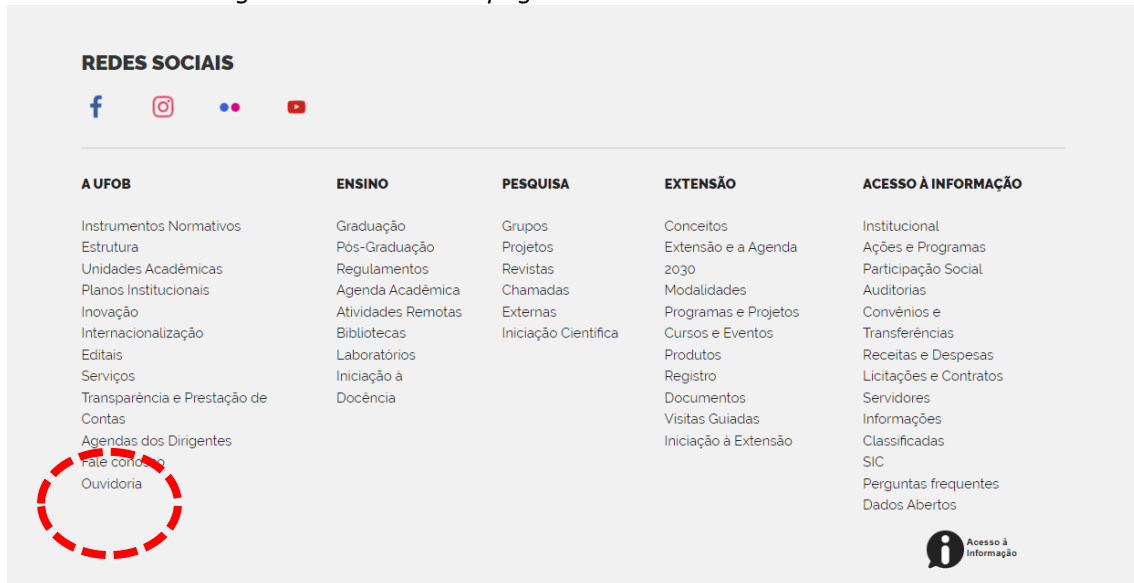 REDES SOCIAIS
A UFOB
Instrumentos Normativos
Estrutura
Unidades Acadêmicas
Planos Institucionais
Inovação
Internacionalização
Editais
Serviços
Transparência e Prestação de
Contas
Agendas dos Dirigentes
Fale conosco
Ouvidoria
ENSINO
Graduação
Pós-Graduação
Regulamentos
Agenda Acadêmica
Atividades Remotas
Bibliotecas
Laboratórios
Iniciação à
Docência
PESQUISA
Grupos
Projetos
Revistas
Chamadas
Externas
Iniciação Científica
EXTENSÃO
Conceitos
Extensão e a Agenda
2030
Modalidades
Programas e Projetos
Cursos e Eventos
Produtos
Registro
Documentos
Visitas Guiadas
Iniciação à Extensão
ACESSO À INFORMAÇÃO
Institucional
Ações e Programas
Participação Social
Auditorias
Convênios e
Transferências
Receitas e Despesas
Licitações e Contratos
Servidores
Informações
Classificadas
SIC
Perguntas frequentes
Dados Abertos
Acesso à
Informação